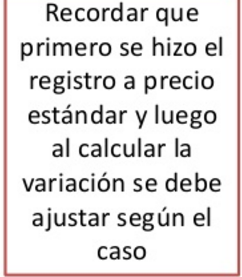 Recordar que
primero se hizo el
registro a precio
estándar y luego
al calcular la
variación se debe
ajustar según el
caso